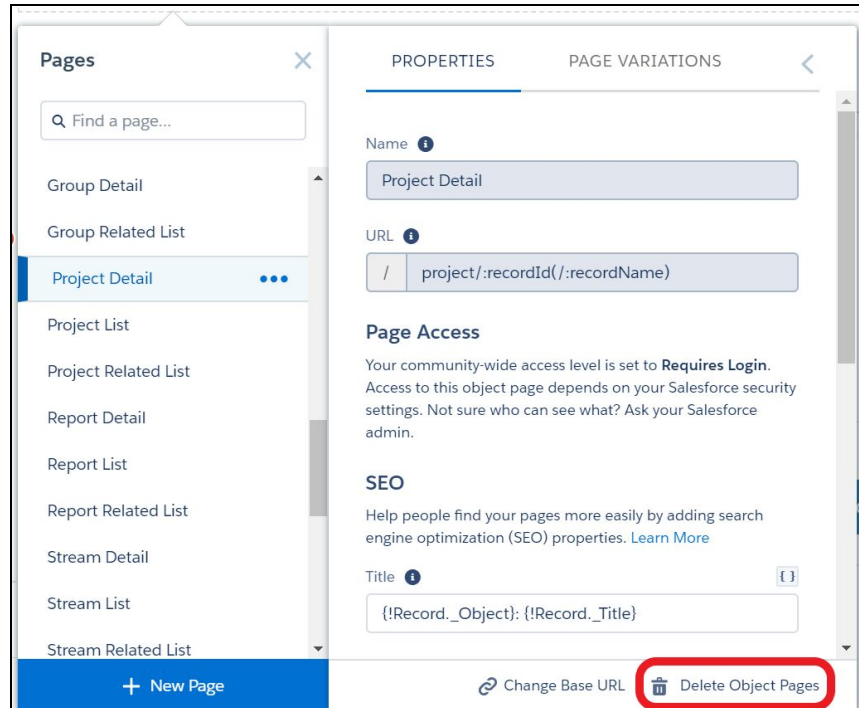 Pages
Find a page...
Group Detail
Group Related List
Project Detail
Project List
Project Related List
Report Detail
Report List
Report Related List
Stream Detail
Stream List
Stream Related List
+ New Page
PROPERTIES
PAGE VARIATIONS
Name
Project Detail
URL
/ project/:recordId(/:recordName)
Page Access
Your community-wide access level is set to Requires Login.
Access to this object page depends on your Salesforce security
settings. Not sure who can see what? Ask your Salesforce
admin.
SEO
Help people find your pages more easily by adding search
engine optimization (SEO) properties. Learn More
Title
{ }
{!Record._Object}: {!Record._Title}
Change Base URL
Delete Object Pages